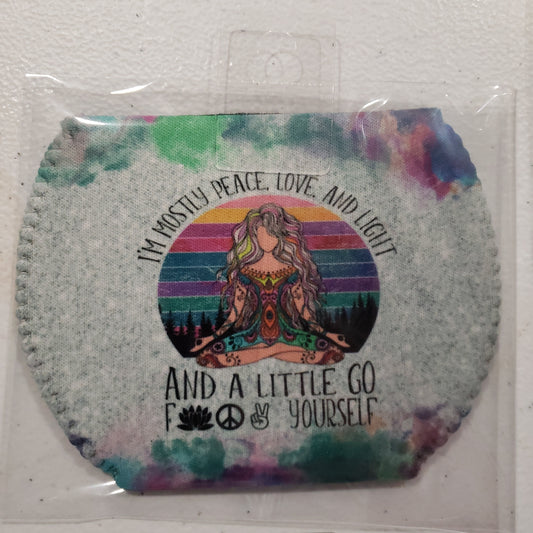 I'M MOSTLY PEACE, LOVE, AND LIGHT
AND A LITTLE GO
F🪷☮✌ YOURSELF